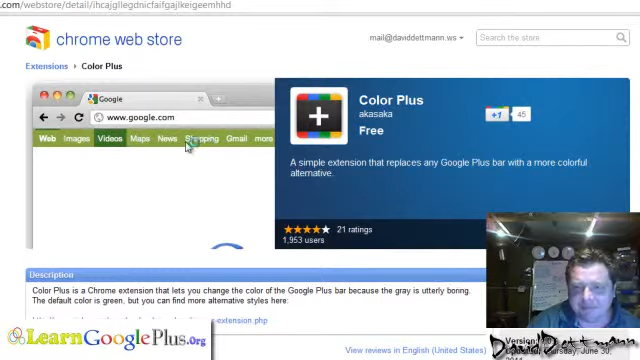 .com/webstore/detail/ihcajgllegdnicfaifgajlkeigeemhhd
chrome web store
mail@daviddettmann.ws
Search the store
Extensions › Color Plus
Google
www.google.com
Web Images Videos Maps News Shopping Gmail more
Color Plus
akasaka
Free
+1 45
A simple extension that replaces any Google Plus bar with a more colorful
alternative.
21 ratings
1,953 users
Description
Color Plus is a Chrome extension that lets you change the color of the Google Plus bar because the gray is utterly boring.
The default color is green, but you can find more alternative styles here:
-extension.php
LearnGooglePlus.org
View reviews in English (United States)
Version:
David Dettmann
June 30,